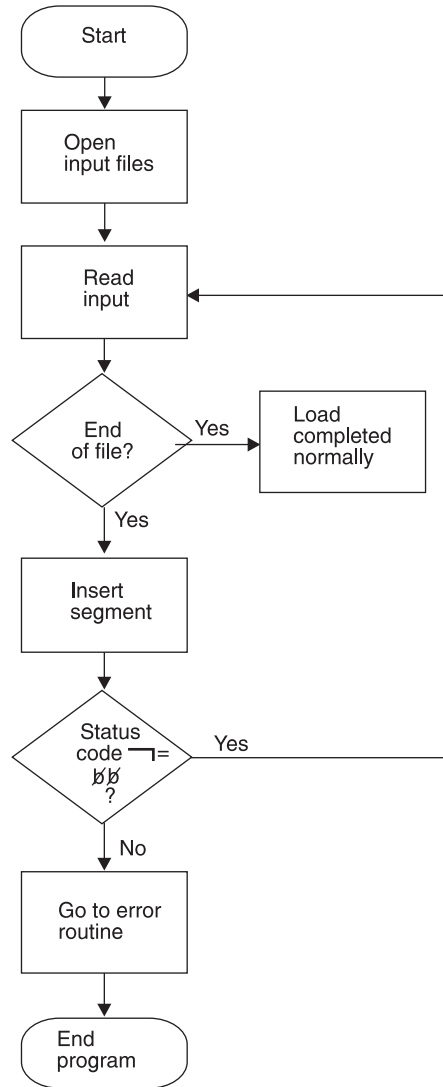 Start
Open
input files
Read
input
End
of file?
Yes
Load
completed
normally
Yes
Insert
segment
Status
code ¬=
b̸b̸
?
Yes
No
Go to error
routine
End
program